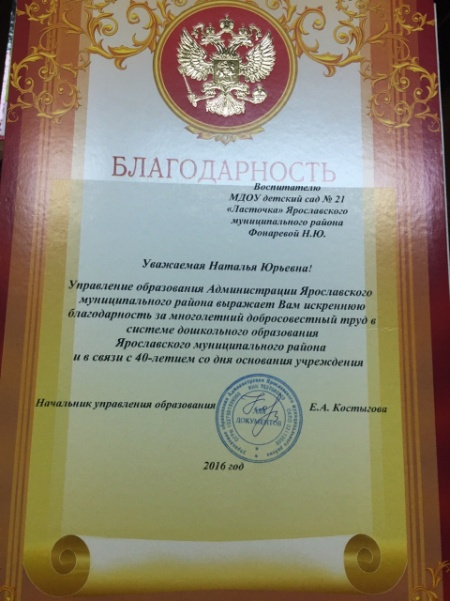 БЛАГОДАРНОСТЬ
Воспитателю
МДОУ детский сад № 21
«Ласточка» Ярославского
муниципального района
Фонаревой Н.Ю.
Уважаемая Наталья Юрьевна!
Управление образования Администрации Ярославского
муниципального района выражает Вам искреннюю
благодарность за многолетний добросовестный труд в
системе дошкольного образования
Ярославского муниципального района
и в связи с 40-летием со дня основания учреждения
Начальник управления образования
Е.А. Костыгова
ДОКУМЕНТОВ
2016 год